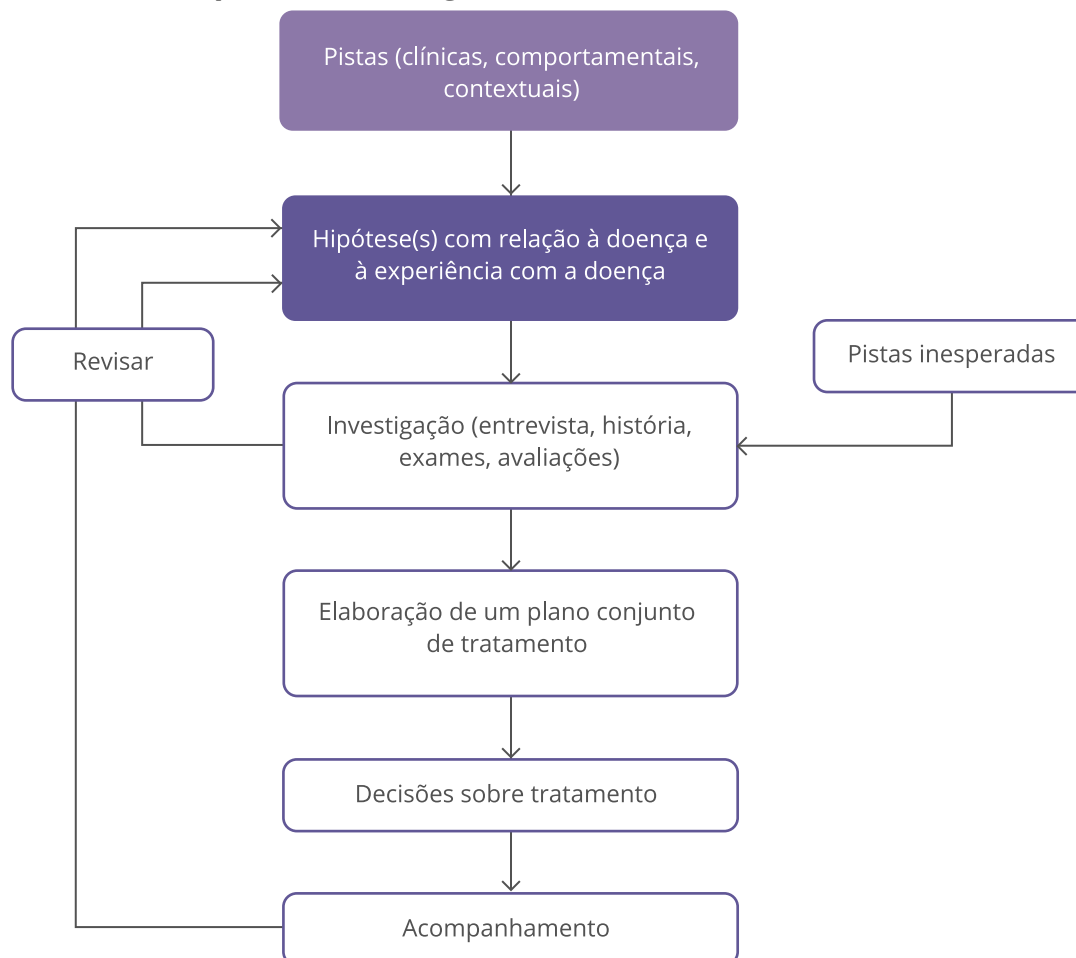 Pistas (clínicas, comportamentais,
contextuais)
Hipótese(s) com relação à doença e
à experiência com a doença
Revisar
Pistas inesperadas
Investigação (entrevista, história,
exames, avaliações)
Elaboração de um plano conjunto
de tratamento
Decisões sobre tratamento
Acompanhamento